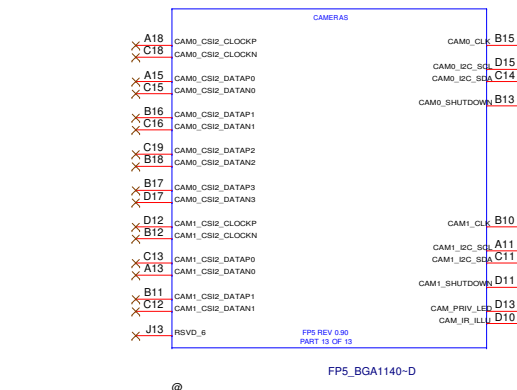 CAMERAS
A18 CAM0_CSI2_CLOCKP CAM0_CLK B15
C18 CAM0_CSI2_CLOCKN
CAM0_I2C_SCL D15
A15 CAM0_CSI2_DATAP0 CAM0_I2C_SDA C14
C15 CAM0_CSI2_DATAN0
CAM0_SHUTDOWN B13
B16 CAM0_CSI2_DATAP1
C16 CAM0_CSI2_DATAN1
C19 CAM0_CSI2_DATAP2
B18 CAM0_CSI2_DATAN2
B17 CAM0_CSI2_DATAP3
D17 CAM0_CSI2_DATAN3
D12 CAM1_CSI2_CLOCKP CAM1_CLK B10
B12 CAM1_CSI2_CLOCKN
CAM1_I2C_SCL A11
C13 CAM1_CSI2_DATAP0 CAM1_I2C_SDA C11
A13 CAM1_CSI2_DATAN0
CAM1_SHUTDOWN D11
B11 CAM1_CSI2_DATAP1
C12 CAM1_CSI2_DATAN1 CAM_PRIV_LED D13
CAM_IR_ILLU D10
J13 RSVD_6 FP5 REV 0.90
PART 13 OF 13
FP5_BGA1140~D
@